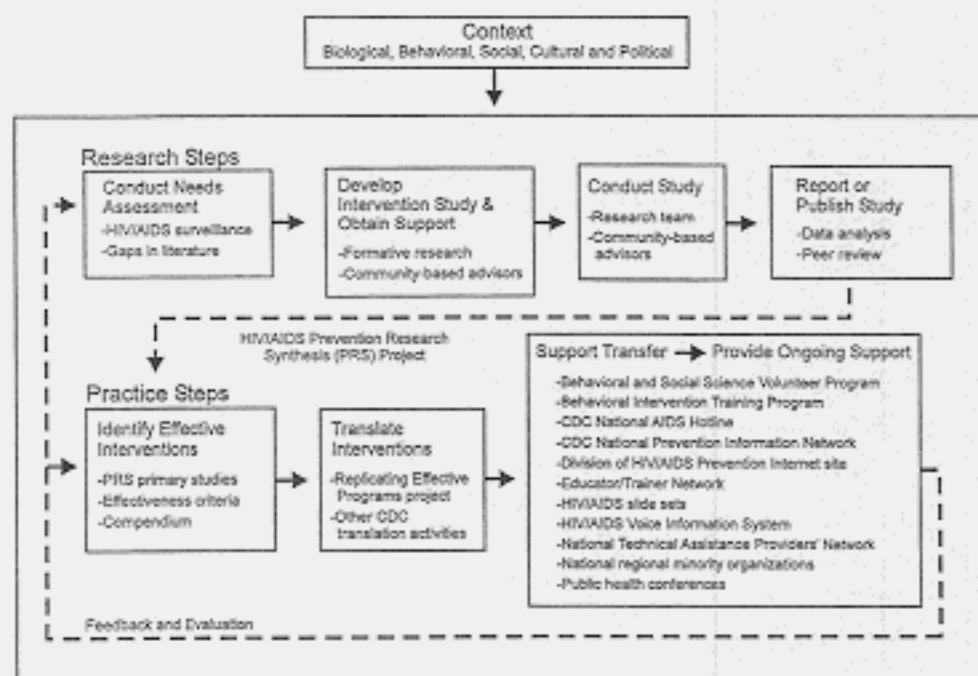 Context
Biological, Behavioral, Social, Cultural and Political
Research Steps
Conduct Needs
Assessment
-HIV/AIDS surveillance
-Gaps in literature
Develop
Intervention Study &
Obtain Support
-Formative research
-Community-based advisors
Conduct Study
-Research team
-Community-based
advisors
Report or
Publish Study
-Data analysis
-Peer review
HIV/AIDS Prevention Research
Synthesis (PRS) Project
Practice Steps
Identify Effective
Interventions
-PRS primary studies
-Effectiveness criteria
-Compendium
Translate
Interventions
-Replicating Effective
Programs project
-Other CDC
translation activities
Support Transfer → Provide Ongoing Support
-Behavioral and Social Science Volunteer Program
-Behavioral Intervention Training Program
-CDC National AIDS Hotline
-CDC National Prevention Information Network
-Division of HIV/AIDS Prevention Internet site
-Educator/Trainer Network
-HIV/AIDS slide sets
-HIV/AIDS Voice Information System
-National Technical Assistance Providers' Network
-National regional minority organizations
-Public health conferences
Feedback and Evaluation